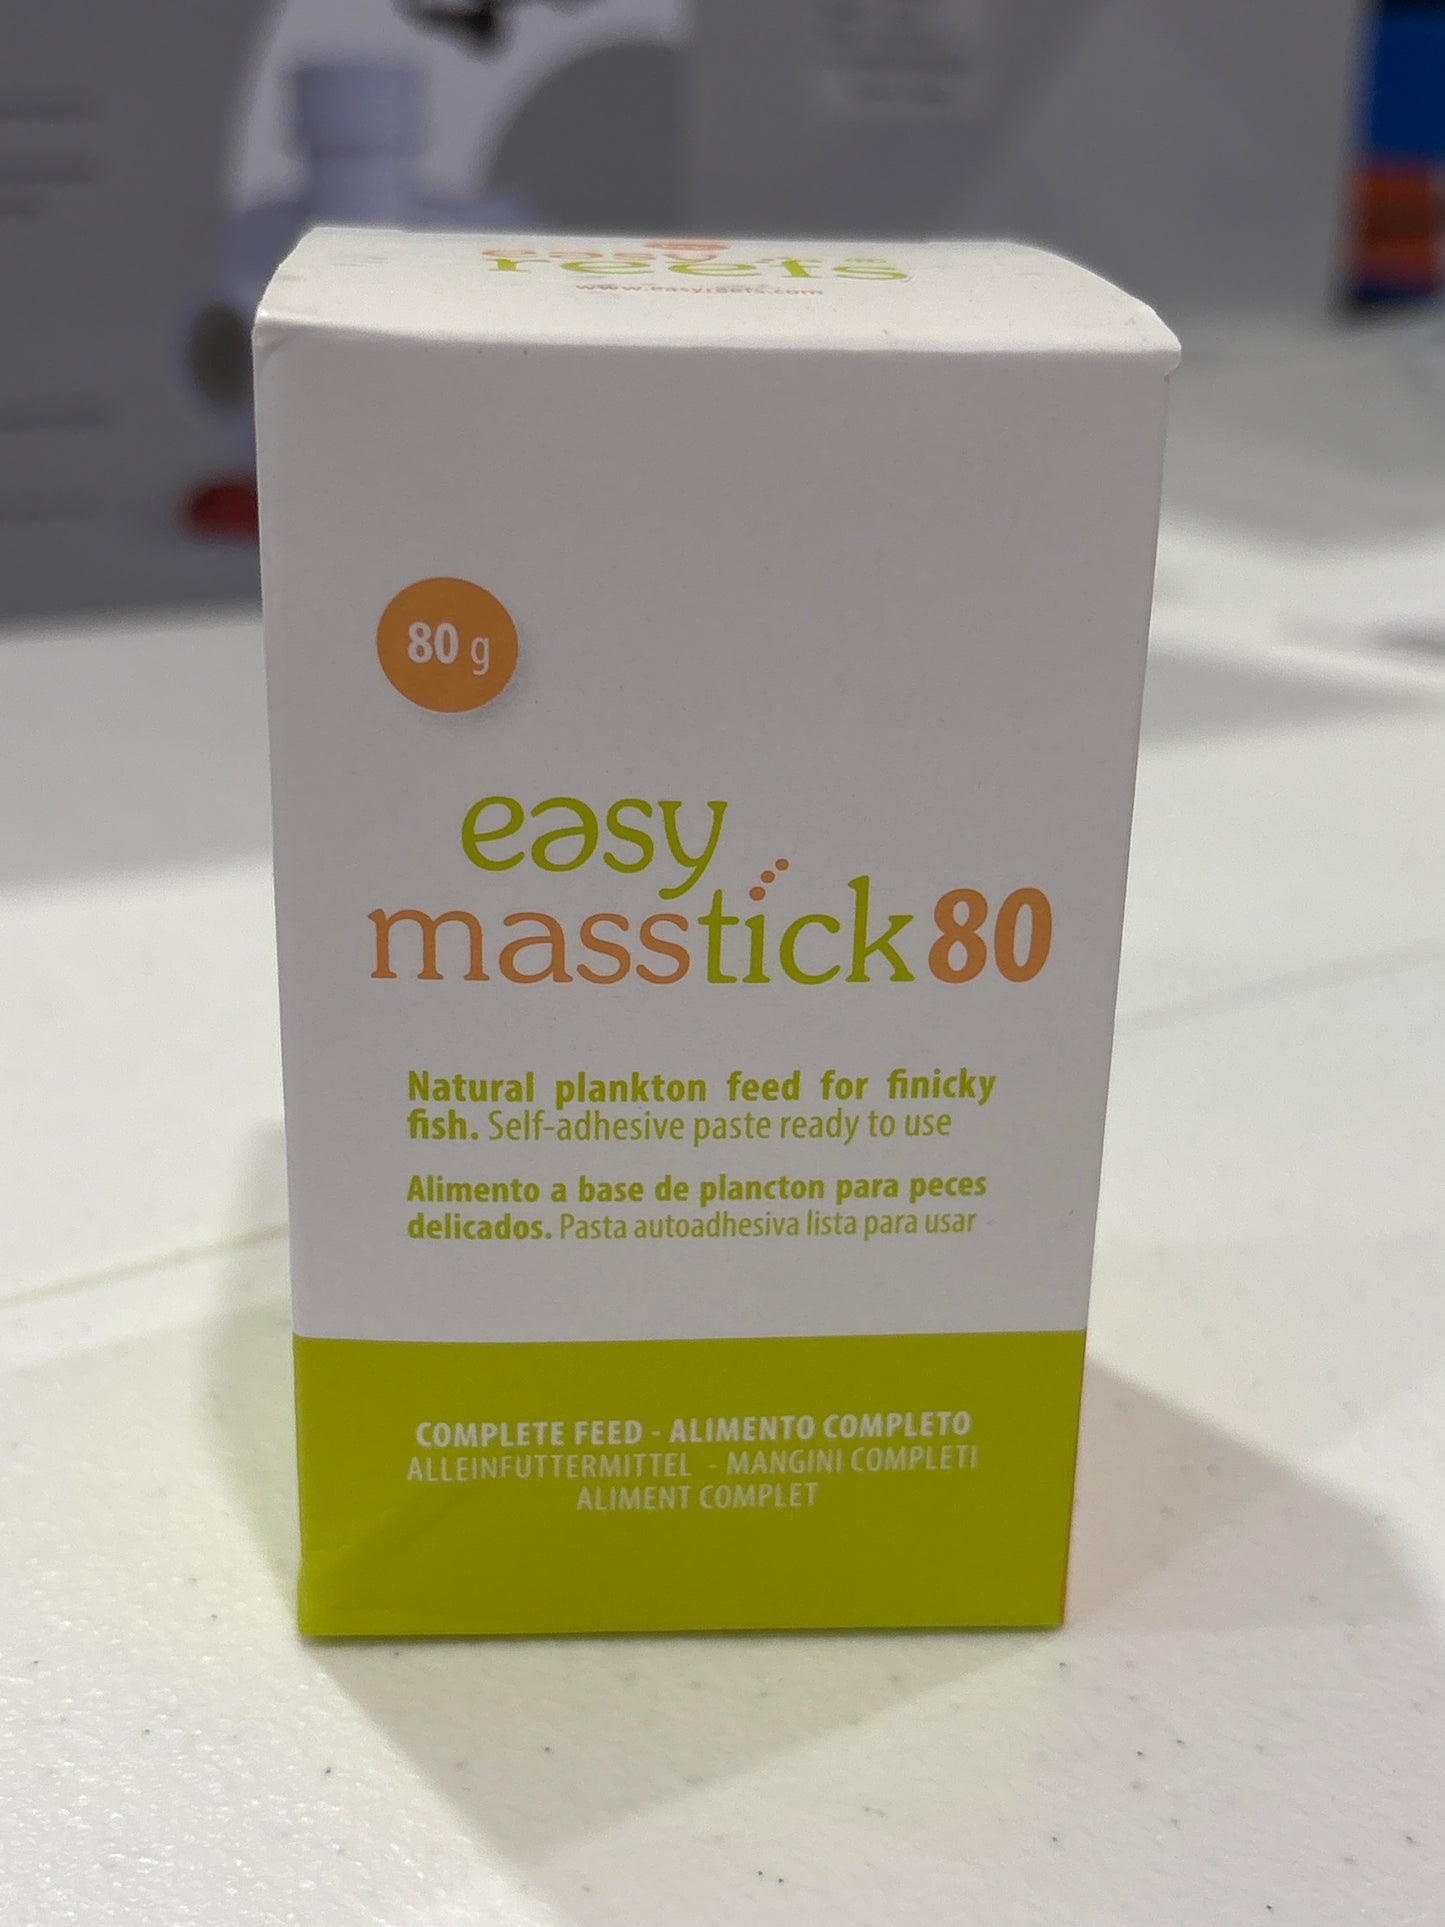 easy
reefs
www.easyreefs.com
80 g
easy
masstick80
Natural plankton feed for finicky
fish. Self-adhesive paste ready to use
Alimento a base de plancton para peces
delicados. Pasta autoadhesiva lista para usar
COMPLETE FEED - ALIMENTO COMPLETO
ALLEINFUTTERMITTEL - MANGINI COMPLETI
ALIMENT COMPLET